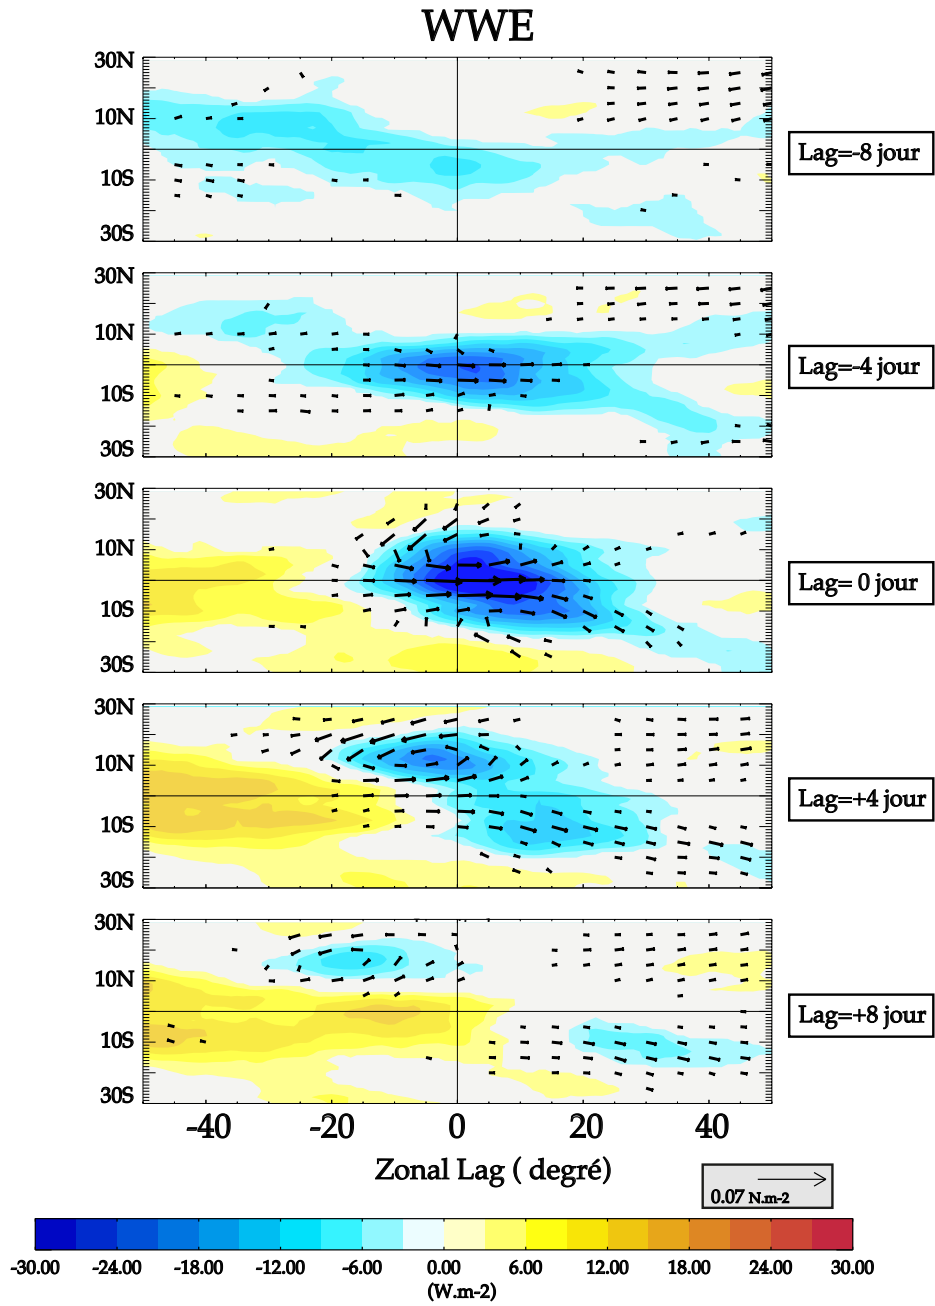 WWE
30N
10N
10S
30S
Lag=-8 jour
30N
10N
10S
30S
Lag=-4 jour
30N
10N
10S
30S
Lag= 0 jour
30N
10N
10S
30S
Lag=+4 jour
30N
10N
10S
30S
Lag=+8 jour
-40 -20 0 20 40
Zonal Lag ( degré)
0.07 N.m-2
-30.00 -24.00 -18.00 -12.00 -6.00 0.00 6.00 12.00 18.00 24.00 30.00
(W.m-2)